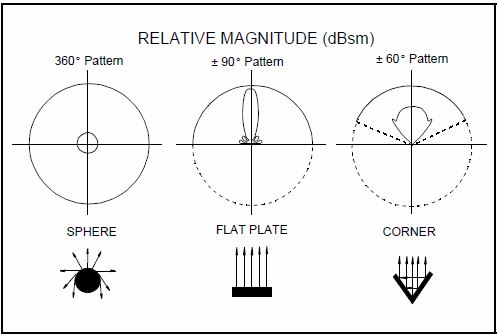 RELATIVE MAGNITUDE (dBsm)
360° Pattern
± 90° Pattern
± 60° Pattern
SPHERE
FLAT PLATE
CORNER